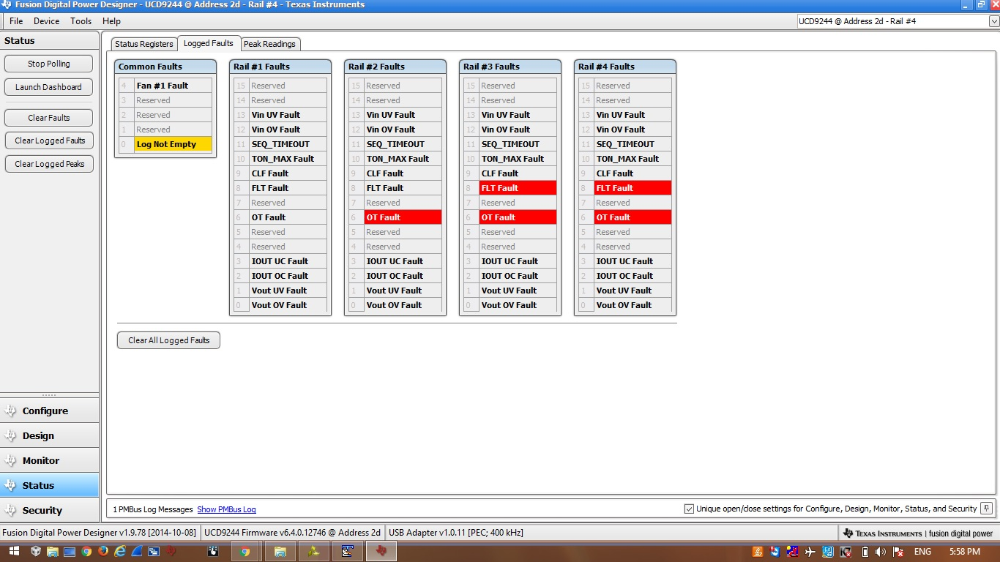 Fusion Digital Power Designer - UCD9244 @ Address 2d - Rail #4 - Texas Instruments
File Device Tools Help
UCD9244 @ Address 2d - Rail #4
Status
Stop Polling
Launch Dashboard
Clear Faults
Clear Logged Faults
Clear Logged Peaks
Configure
Design
Monitor
Status
Security
Status Registers Logged Faults Peak Readings
Common Faults
4 Fan #1 Fault
3 Reserved
2 Reserved
1 Reserved
0 Log Not Empty
Rail #1 Faults
15 Reserved
14 Reserved
13 Vin UV Fault
12 Vin OV Fault
11 SEQ_TIMEOUT
10 TON_MAX Fault
9 CLF Fault
8 FLT Fault
7 Reserved
6 OT Fault
5 Reserved
4 Reserved
3 IOUT UC Fault
2 IOUT OC Fault
1 Vout UV Fault
0 Vout OV Fault
Rail #2 Faults
15 Reserved
14 Reserved
13 Vin UV Fault
12 Vin OV Fault
11 SEQ_TIMEOUT
10 TON_MAX Fault
9 CLF Fault
8 FLT Fault
7 Reserved
6 OT Fault
5 Reserved
4 Reserved
3 IOUT UC Fault
2 IOUT OC Fault
1 Vout UV Fault
0 Vout OV Fault
Rail #3 Faults
15 Reserved
14 Reserved
13 Vin UV Fault
12 Vin OV Fault
11 SEQ_TIMEOUT
10 TON_MAX Fault
9 CLF Fault
8 FLT Fault
7 Reserved
6 OT Fault
5 Reserved
4 Reserved
3 IOUT UC Fault
2 IOUT OC Fault
1 Vout UV Fault
0 Vout OV Fault
Rail #4 Faults
15 Reserved
14 Reserved
13 Vin UV Fault
12 Vin OV Fault
11 SEQ_TIMEOUT
10 TON_MAX Fault
9 CLF Fault
8 FLT Fault
7 Reserved
6 OT Fault
5 Reserved
4 Reserved
3 IOUT UC Fault
2 IOUT OC Fault
1 Vout UV Fault
0 Vout OV Fault
Clear All Logged Faults
1 PMBus Log Messages Show PMBus Log
Unique open/close settings for Configure, Design, Monitor, Status, and Security
Fusion Digital Power Designer v1.9.78 [2014-10-08] UCD9244 Firmware v6.4.0.12746 @ Address 2d USB Adapter v1.0.11 [PEC; 400 kHz]
TEXAS INSTRUMENTS | fusion digital power
ENG 5:58 PM